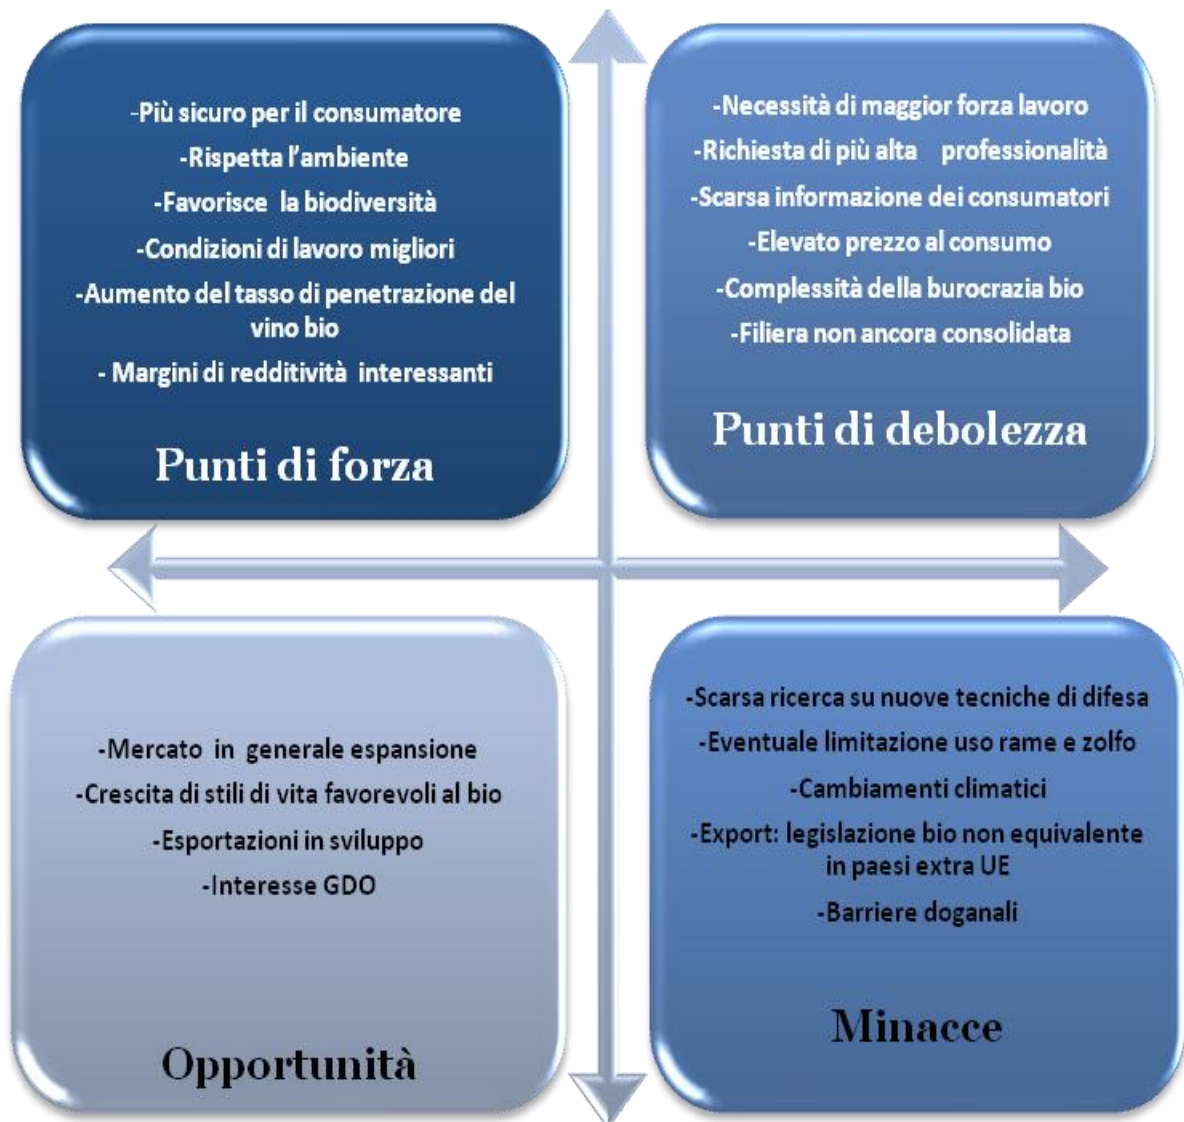 -Più sicuro per il consumatore
-Rispetta l'ambiente
-Favorisce la biodiversità
-Condizioni di lavoro migliori
-Aumento del tasso di penetrazione del
vino bio
- Margini di redditività interessanti
Punti di forza
-Necessità di maggior forza lavoro
-Richiesta di più alta professionalità
-Scarsa informazione dei consumatori
-Elevato prezzo al consumo
-Complessità della burocrazia bio
-Filiera non ancora consolidata
Punti di debolezza
-Mercato in generale espansione
-Crescita di stili di vita favorevoli al bio
-Esportazioni in sviluppo
-Interesse GDO
Opportunità
-Scarsa ricerca su nuove tecniche di difesa
-Eventuale limitazione uso rame e zolfo
-Cambiamenti climatici
-Export: legislazione bio non equivalente
in paesi extra UE
-Barriere doganali
Minacce